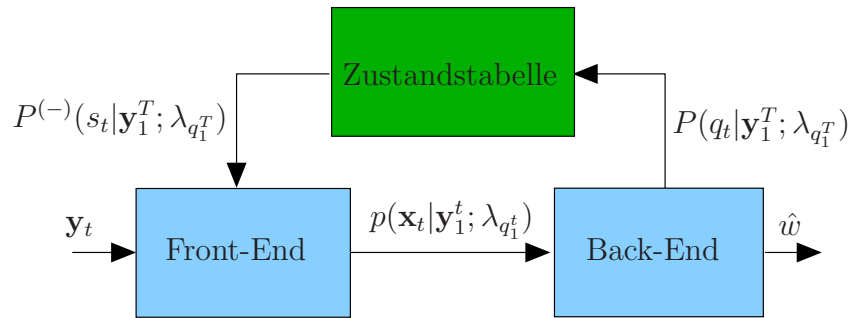 Zustandstabelle
P^{(-)}(s_t|𝐲_1^T; λ_{q_1^T})
P(q_t|𝐲_1^T; λ_{q_1^T})
𝐲_t
Front-End
p(𝐱_t|𝐲_1^t; λ_{q_1^t})
Back-End
ŵ